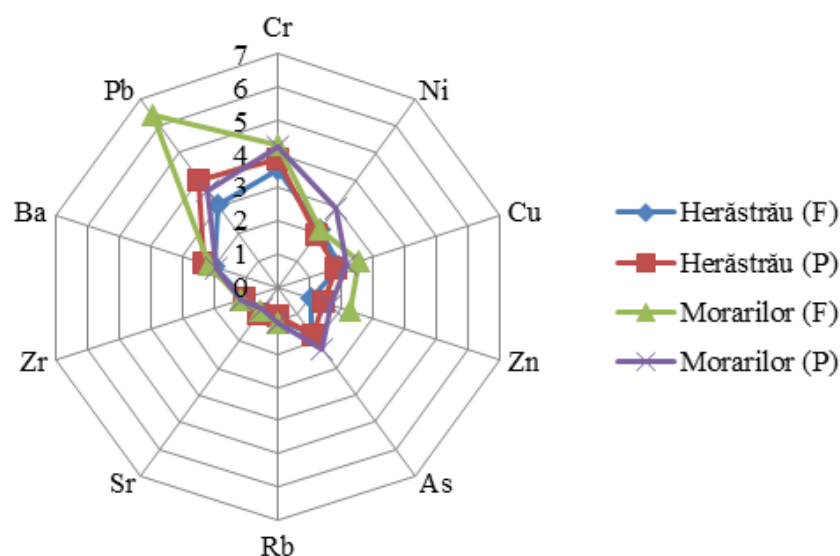 Cr
7
6
5
4
3
2
1
0
Ni
Cu
Zn
As
Rb
Sr
Zr
Ba
Pb
Herăstrău (F)
Herăstrău (P)
Morarilor (F)
Morarilor (P)